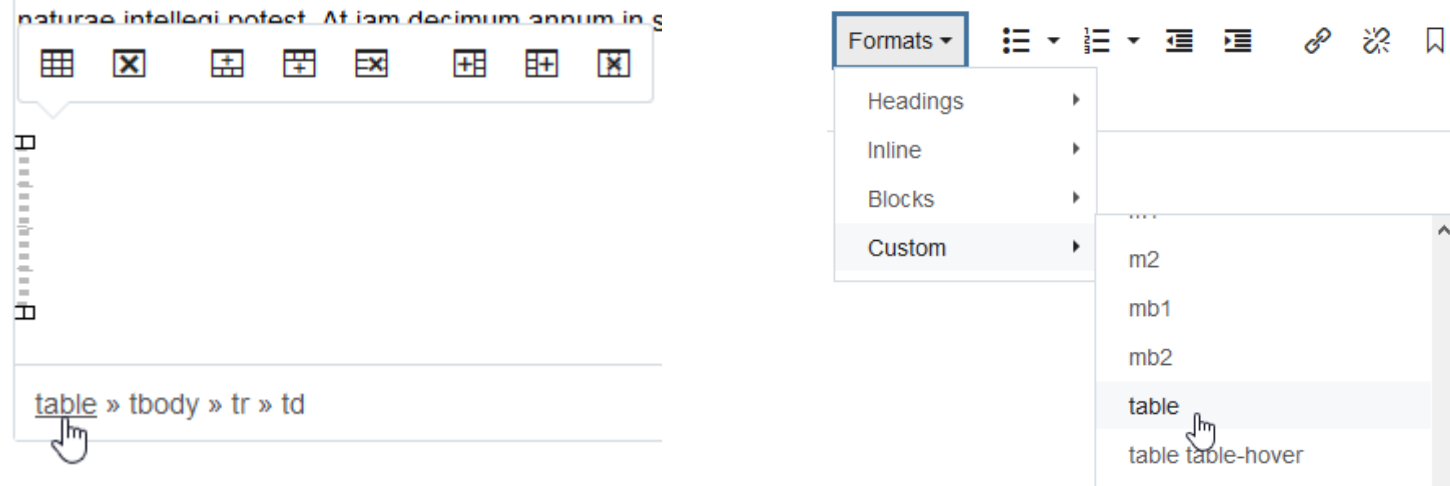 naturae intellegi potest. At iam decimum annum in s
table » tbody » tr » td
Formats
Headings
Inline
Blocks
Custom
m2
mb1
mb2
table
table table-hover